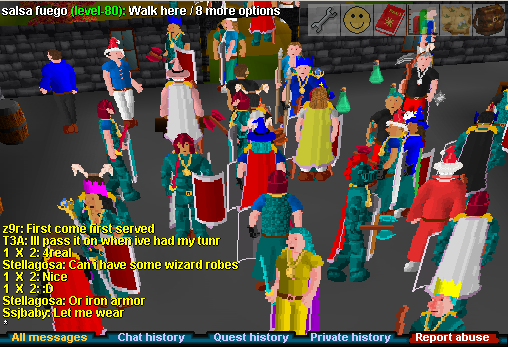 salsa fuego (level-80): Walk here / 8 more options
z9r: First come first served
T3A: Ill pass it on when ive had my tunr
1 X 2: 4real
Stellagosa: Can i have some wizard robes
1 X 2: Nice
1 X 2: :D
Stellagosa: Or iron armor
Ssjbaby: Let me wear
*
All messages Chat history Quest history Private history Report abuse